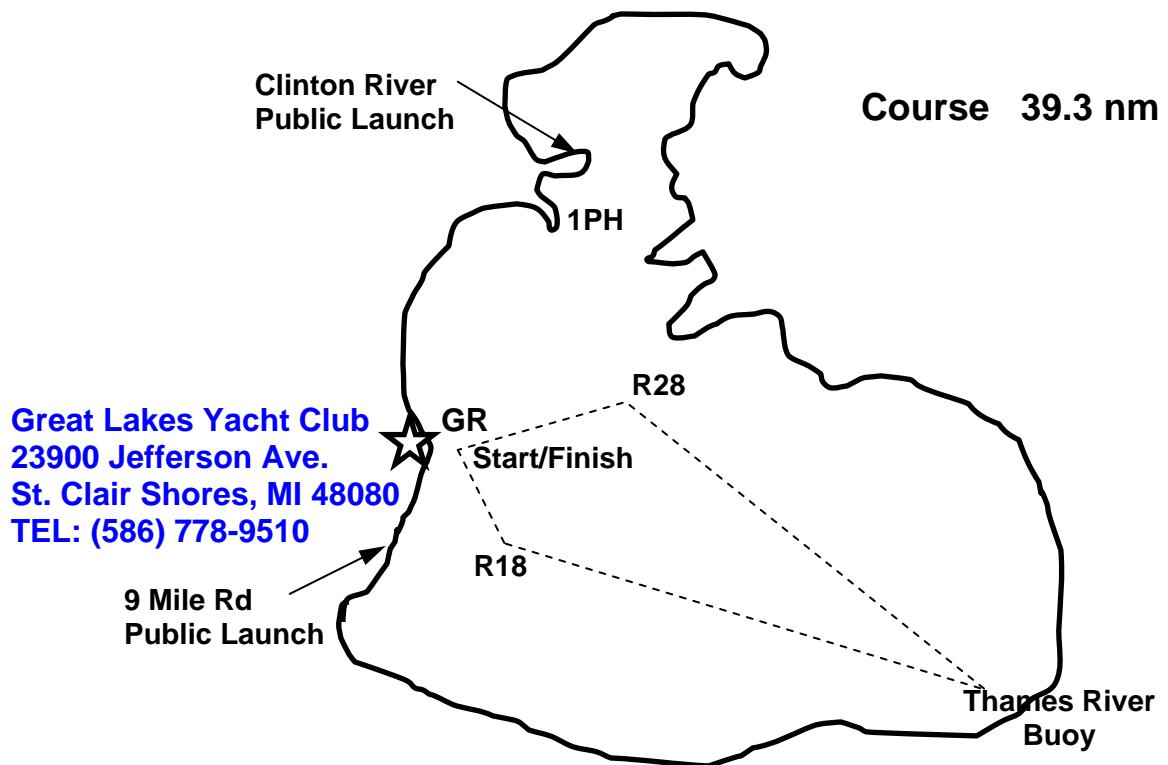 Clinton River
Public Launch
Course 39.3 nm
1PH
R28
Great Lakes Yacht Club
23900 Jefferson Ave.
St. Clair Shores, MI 48080
TEL: (586) 778-9510
GR
Start/Finish
R18
9 Mile Rd
Public Launch
Thames River
Buoy